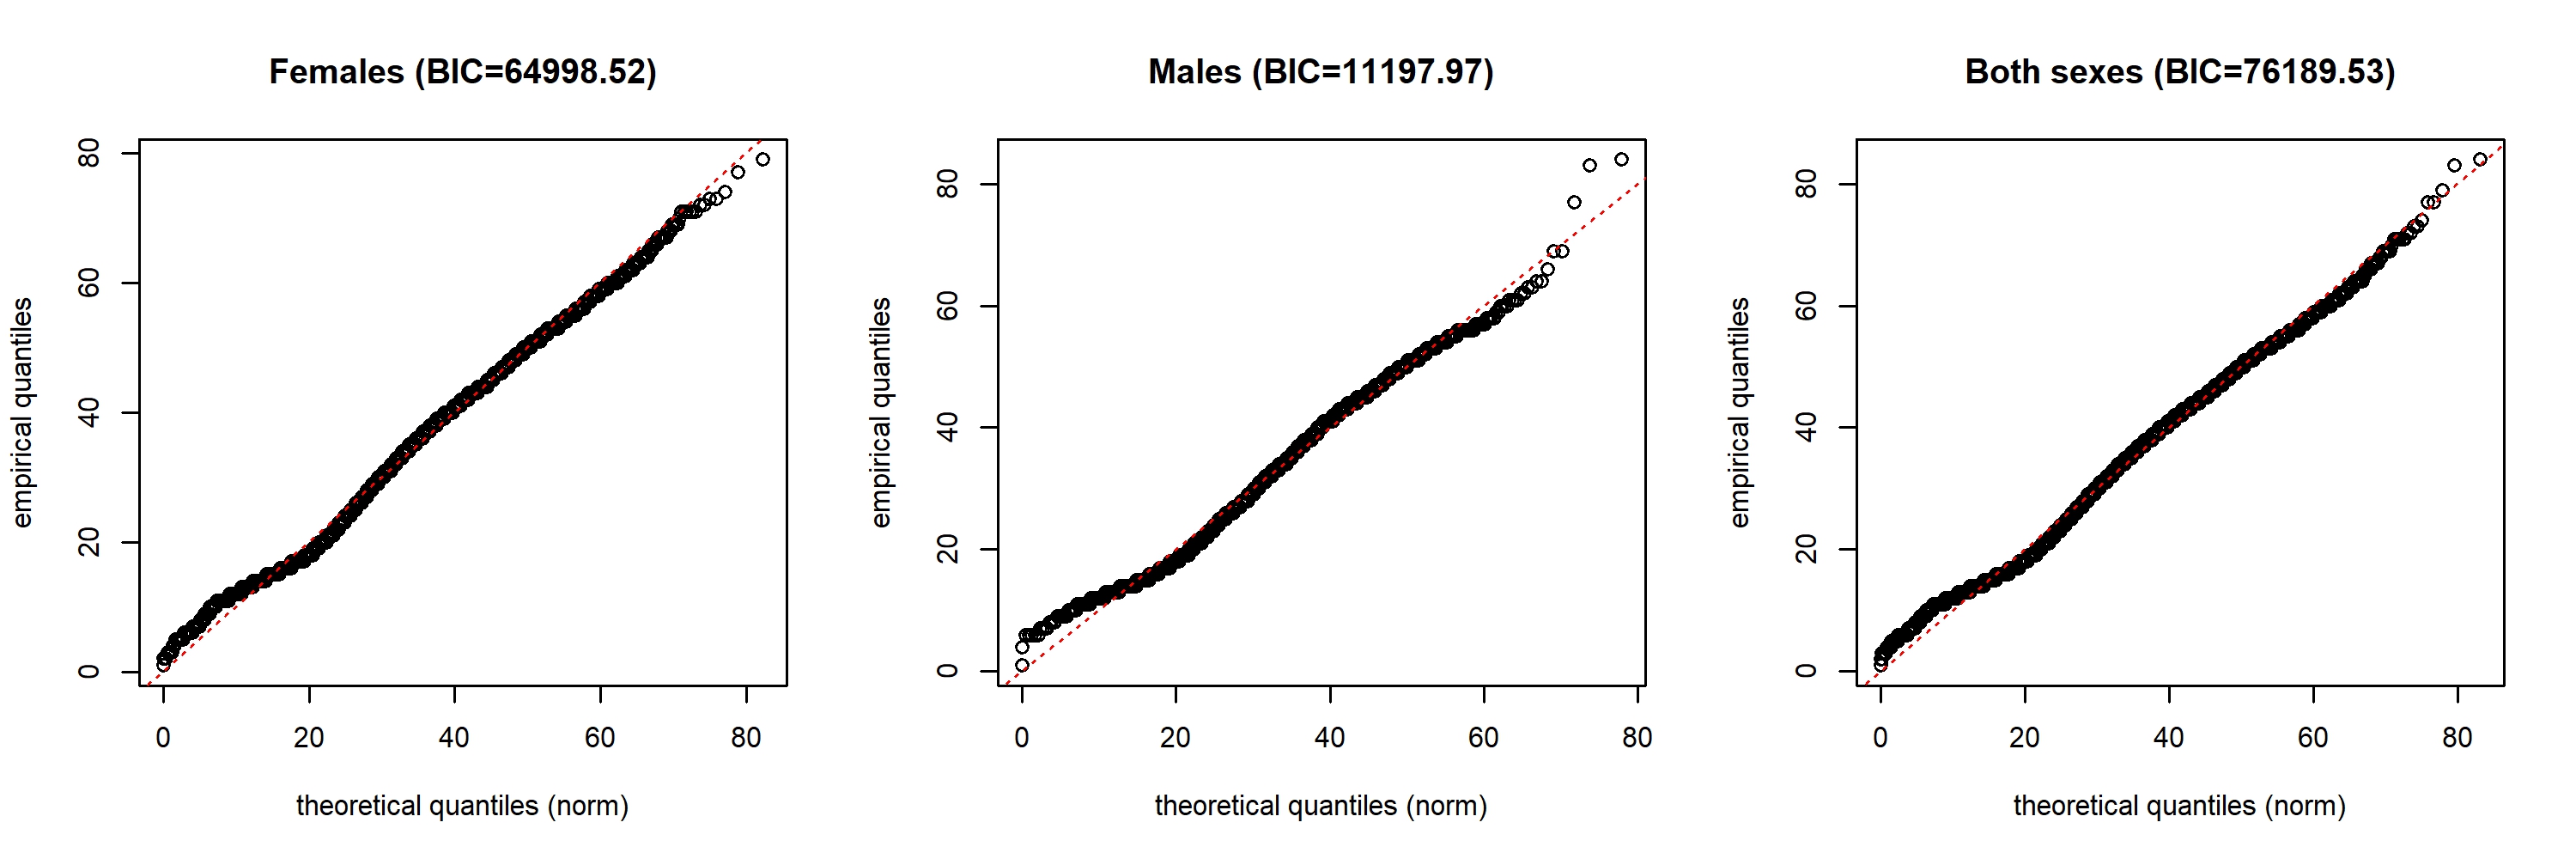 Females (BIC=64998.52)
empirical quantiles
80
60
40
20
0
0 20 40 60 80
theoretical quantiles (norm)
Males (BIC=11197.97)
empirical quantiles
80
60
40
20
0
0 20 40 60 80
theoretical quantiles (norm)
Both sexes (BIC=76189.53)
empirical quantiles
80
60
40
20
0
0 20 40 60 80
theoretical quantiles (norm)